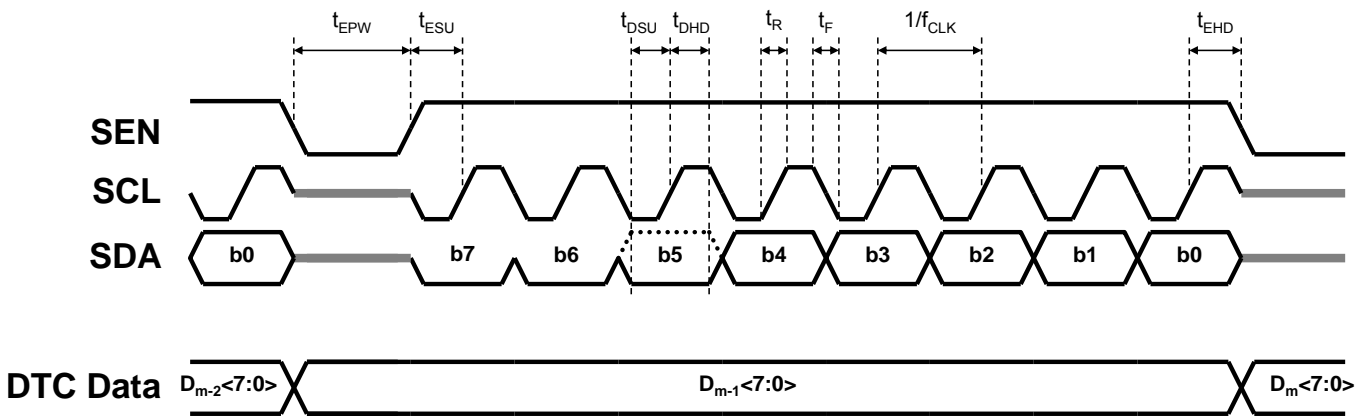 tEPW tESU tDSU tDHD tR tF 1/fCLK tEHD
SEN
SCL
SDA b0 b7 b6 b5 b4 b3 b2 b1 b0
DTC Data Dm-2<7:0> Dm-1<7:0> Dm<7:0>